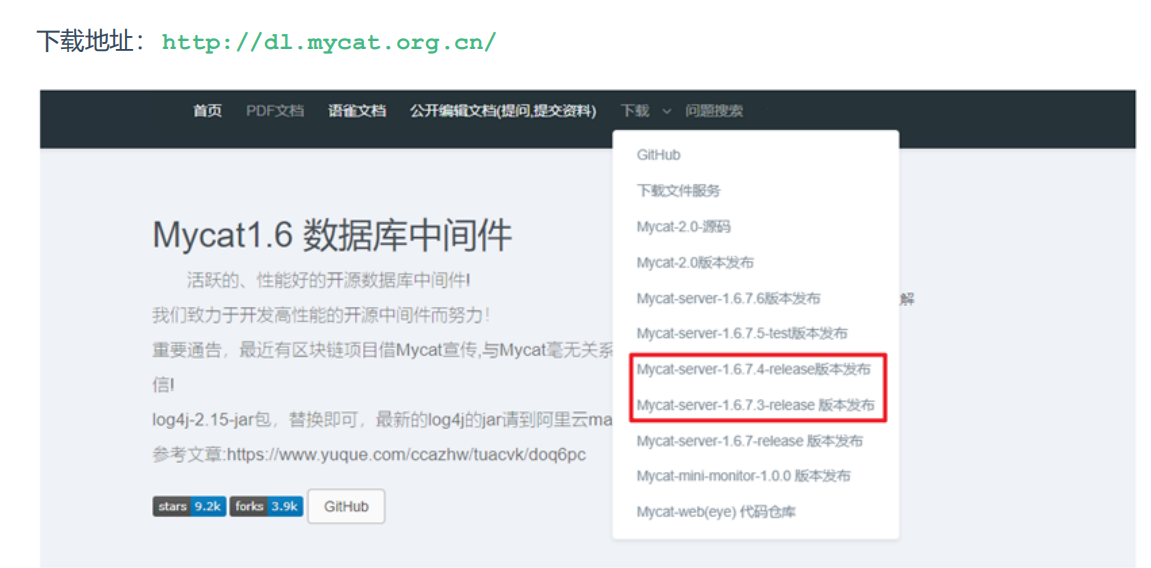 下载地址： http://dl.mycat.org.cn/
首页 PDF文档 语雀文档 公开编辑文档(提问,提交资料) 下载 问题搜索
GitHub
下载文件服务
Mycat-2.0-源码
Mycat-2.0版本发布
Mycat-server-1.6.7.6版本发布
Mycat-server-1.6.7.5-test版本发布
Mycat-server-1.6.7.4-release版本发布
Mycat-server-1.6.7.3-release 版本发布
Mycat-server-1.6.7-release 版本发布
Mycat-mini-monitor-1.0.0 版本发布
Mycat-web(eye) 代码仓库
Mycat1.6 数据库中间件
活跃的、性能好的开源数据库中间件!
我们致力于开发高性能的开源中间件而努力!
重要通告，最近有区块链项目借Mycat宣传,与Mycat毫无关系
解
信!
log4j-2.15-jar包，替换即可，最新的log4j的jar请到阿里云ma
参考文章:https://www.yuque.com/ccazhw/tuacvk/doq6pc
stars 9.2k forks 3.9k GitHub